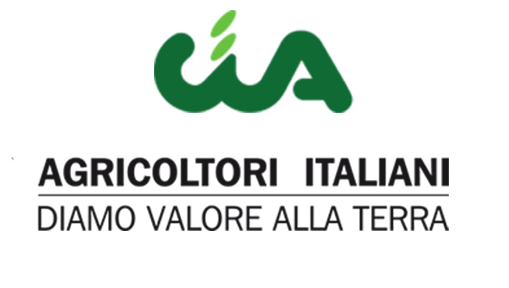 CIA
AGRICOLTORI ITALIANI
DIAMO VALORE ALLA TERRA